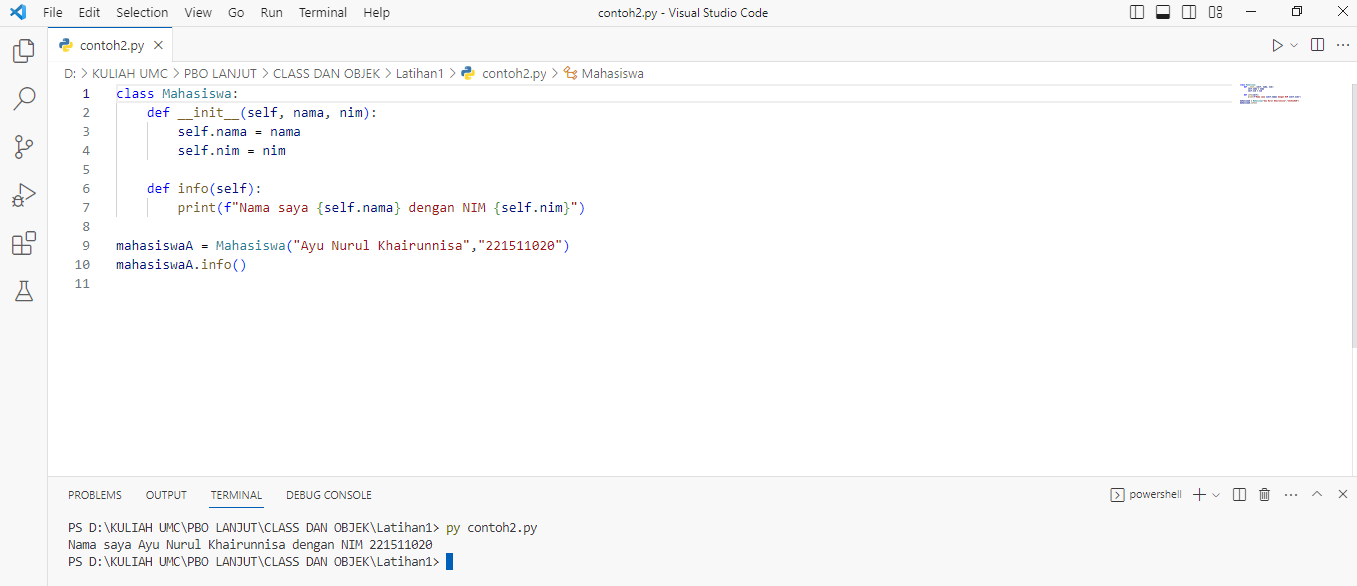 File Edit Selection View Go Run Terminal Help contoh2.py - Visual Studio Code
contoh2.py
D: > KULIAH UMC > PBO LANJUT > CLASS DAN OBJEK > Latihan1 > contoh2.py > Mahasiswa
1 class Mahasiswa:
2     def __init__(self, nama, nim):
3         self.nama = nama
4         self.nim = nim
5
6     def info(self):
7         print(f"Nama saya {self.nama} dengan NIM {self.nim}")
8
9 mahasiswaA = Mahasiswa("Ayu Nurul Khairunnisa","221511020")
10 mahasiswaA.info()
11
PROBLEMS OUTPUT TERMINAL DEBUG CONSOLE powershell
PS D:\KULIAH UMC\PBO LANJUT\CLASS DAN OBJEK\Latihan1> py contoh2.py
Nama saya Ayu Nurul Khairunnisa dengan NIM 221511020
PS D:\KULIAH UMC\PBO LANJUT\CLASS DAN OBJEK\Latihan1>